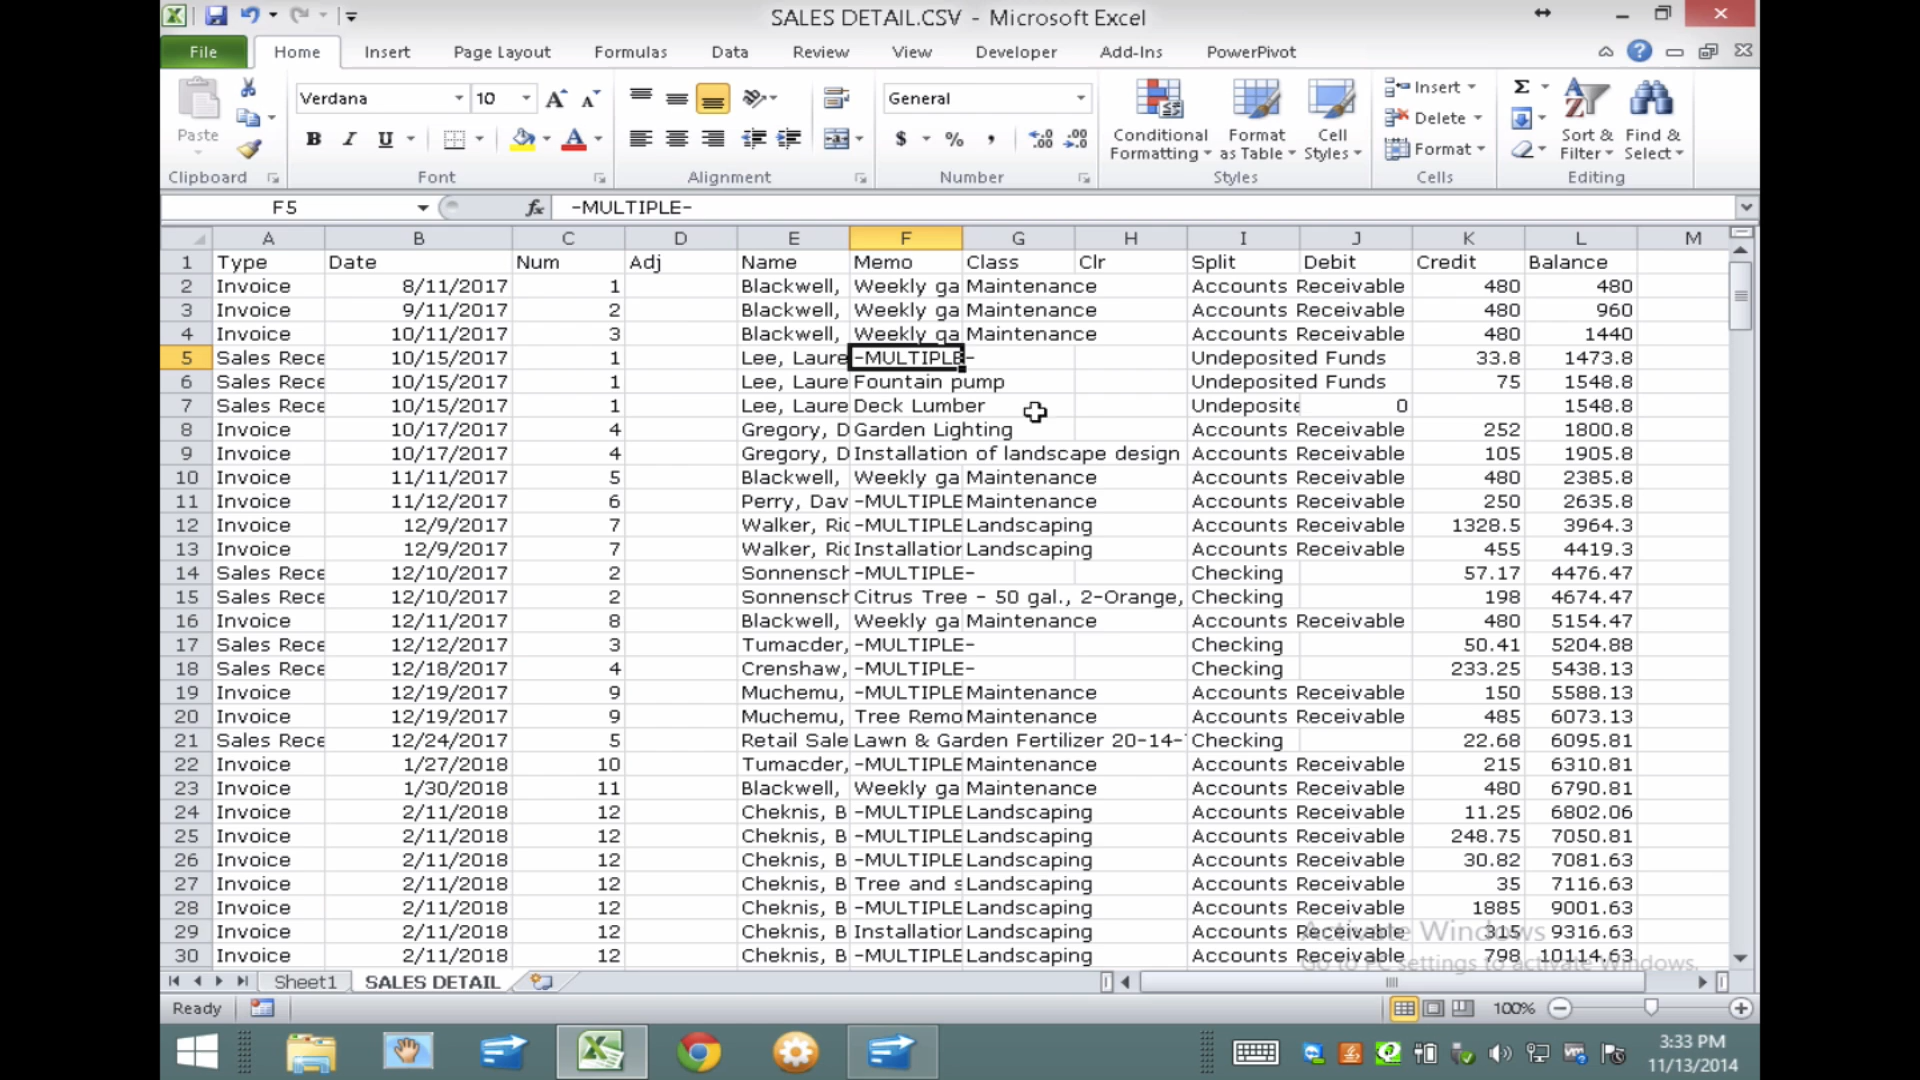 SALES DETAIL.CSV - Microsoft Excel
File Home Insert Page Layout Formulas Data Review View Developer Add-Ins PowerPivot
Paste
Clipboard
Verdana 10
B I U
Font
Alignment
General
$ % ,
Number
Conditional Formatting
Format as Table
Cell Styles
Styles
Insert
Delete
Format
Cells
Sort & Filter
Find & Select
Editing
F5 fx -MULTIPLE-
A B C D E F G H I J K L M
1 Type Date Num Adj Name Memo Class Clr Split Debit Credit Balance
2 Invoice 8/11/2017 1 Blackwell, Weekly ga Maintenance Accounts Receivable 480 480
3 Invoice 9/11/2017 2 Blackwell, Weekly ga Maintenance Accounts Receivable 480 960
4 Invoice 10/11/2017 3 Blackwell, Weekly ga Maintenance Accounts Receivable 480 1440
5 Sales Rece 10/15/2017 1 Lee, Laure -MULTIPLE- Undeposited Funds 33.8 1473.8
6 Sales Rece 10/15/2017 1 Lee, Laure Fountain pump Undeposited Funds 75 1548.8
7 Sales Rece 10/15/2017 1 Lee, Laure Deck Lumber Undeposite 0 1548.8
8 Invoice 10/17/2017 4 Gregory, D Garden Lighting Accounts Receivable 252 1800.8
9 Invoice 10/17/2017 4 Gregory, D Installation of landscape design Accounts Receivable 105 1905.8
10 Invoice 11/11/2017 5 Blackwell, Weekly ga Maintenance Accounts Receivable 480 2385.8
11 Invoice 11/12/2017 6 Perry, Dav -MULTIPLE Maintenance Accounts Receivable 250 2635.8
12 Invoice 12/9/2017 7 Walker, Ric -MULTIPLE Landscaping Accounts Receivable 1328.5 3964.3
13 Invoice 12/9/2017 7 Walker, Ric Installation Landscaping Accounts Receivable 455 4419.3
14 Sales Rece 12/10/2017 2 Sonnensch -MULTIPLE- Checking 57.17 4476.47
15 Sales Rece 12/10/2017 2 Sonnensch Citrus Tree - 50 gal., 2-Orange, Checking 198 4674.47
16 Invoice 12/11/2017 8 Blackwell, Weekly ga Maintenance Accounts Receivable 480 5154.47
17 Sales Rece 12/12/2017 3 Tumacder, -MULTIPLE- Checking 50.41 5204.88
18 Sales Rece 12/18/2017 4 Crenshaw, -MULTIPLE- Checking 233.25 5438.13
19 Invoice 12/19/2017 9 Muchemu, -MULTIPLE Maintenance Accounts Receivable 150 5588.13
20 Invoice 12/19/2017 9 Muchemu, Tree Remo Maintenance Accounts Receivable 485 6073.13
21 Sales Rece 12/24/2017 5 Retail Sale Lawn & Garden Fertilizer 20-14- Checking 22.68 6095.81
22 Invoice 1/27/2018 10 Tumacder, -MULTIPLE Maintenance Accounts Receivable 215 6310.81
23 Invoice 1/30/2018 11 Blackwell, Weekly ga Maintenance Accounts Receivable 480 6790.81
24 Invoice 2/11/2018 12 Cheknis, B -MULTIPLE Landscaping Accounts Receivable 11.25 6802.06
25 Invoice 2/11/2018 12 Cheknis, B -MULTIPLE Landscaping Accounts Receivable 248.75 7050.81
26 Invoice 2/11/2018 12 Cheknis, B -MULTIPLE Landscaping Accounts Receivable 30.82 7081.63
27 Invoice 2/11/2018 12 Cheknis, B Tree and s Landscaping Accounts Receivable 35 7116.63
28 Invoice 2/11/2018 12 Cheknis, B -MULTIPLE Landscaping Accounts Receivable 1885 9001.63
29 Invoice 2/11/2018 12 Cheknis, B Installation Landscaping Accounts Receivable 315 9316.63
30 Invoice 2/11/2018 12 Cheknis, B -MULTIPLE Landscaping Accounts Receivable 798 10114.63
Activate Windows
Go to PC settings to activate Windows.
Sheet1 SALES DETAIL
Ready 100%
3:33 PM
11/13/2014